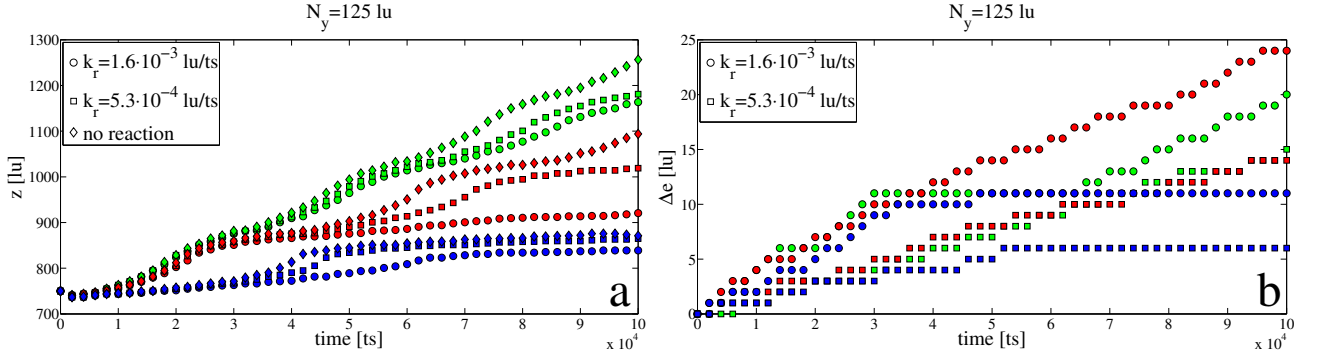 N_y=125 lu
1300
1200
1100
1000
900
800
700
z [lu]
k_r=1.6·10^-3 lu/ts
k_r=5.3·10^-4 lu/ts
no reaction
a
0 1 2 3 4 5 6 7 8 9 10
time [ts]
x 10^4
N_y=125 lu
25
20
15
10
5
0
Δe [lu]
k_r=1.6·10^-3 lu/ts
k_r=5.3·10^-4 lu/ts
b
0 1 2 3 4 5 6 7 8 9 10
time [ts]
x 10^4